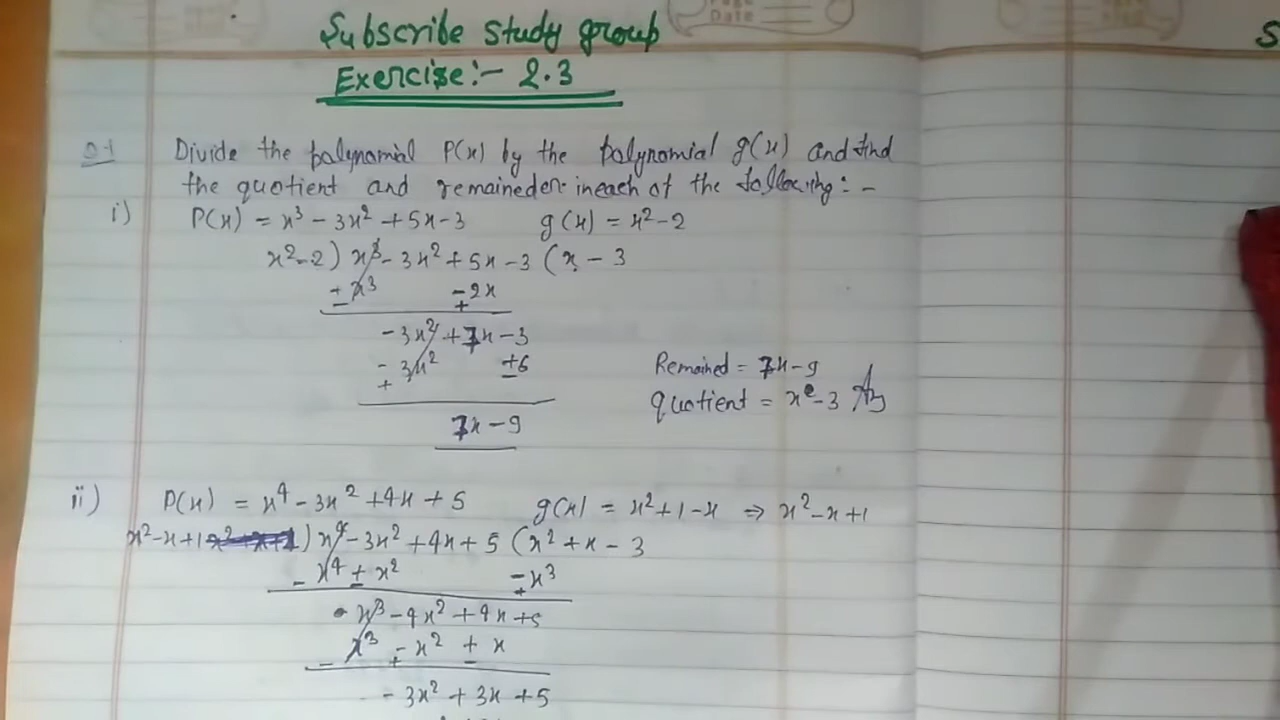 Date
Subscribe study group
S
Exercise:- 2.3
Q.1 Divide the polynomial P(x) by the polynomial g(x) and find
the quotient and remaineder in each of the following:-
i) P(x) = x³ - 3x² + 5x - 3 g(x) = x² - 2
x² - 2) x³ - 3x² + 5x - 3 (x - 3
+ x³ - 2x
- +
-3x² + 7x - 3
- 3x² + 6
+ -
7x - 9
Remained = 7x - 9
quotient = x - 3 Ans
ii) P(x) = x⁴ - 3x² + 4x + 5 g(x) = x² + 1 - x ⇒ x² - x + 1
x² - x + 1) x⁴ - 3x² + 4x + 5 (x² + x - 3
x⁴ + x² - x³
- - +
x³ - 4x² + 4x + 5
x³ - x² + x
- + -
- 3x² + 3x + 5